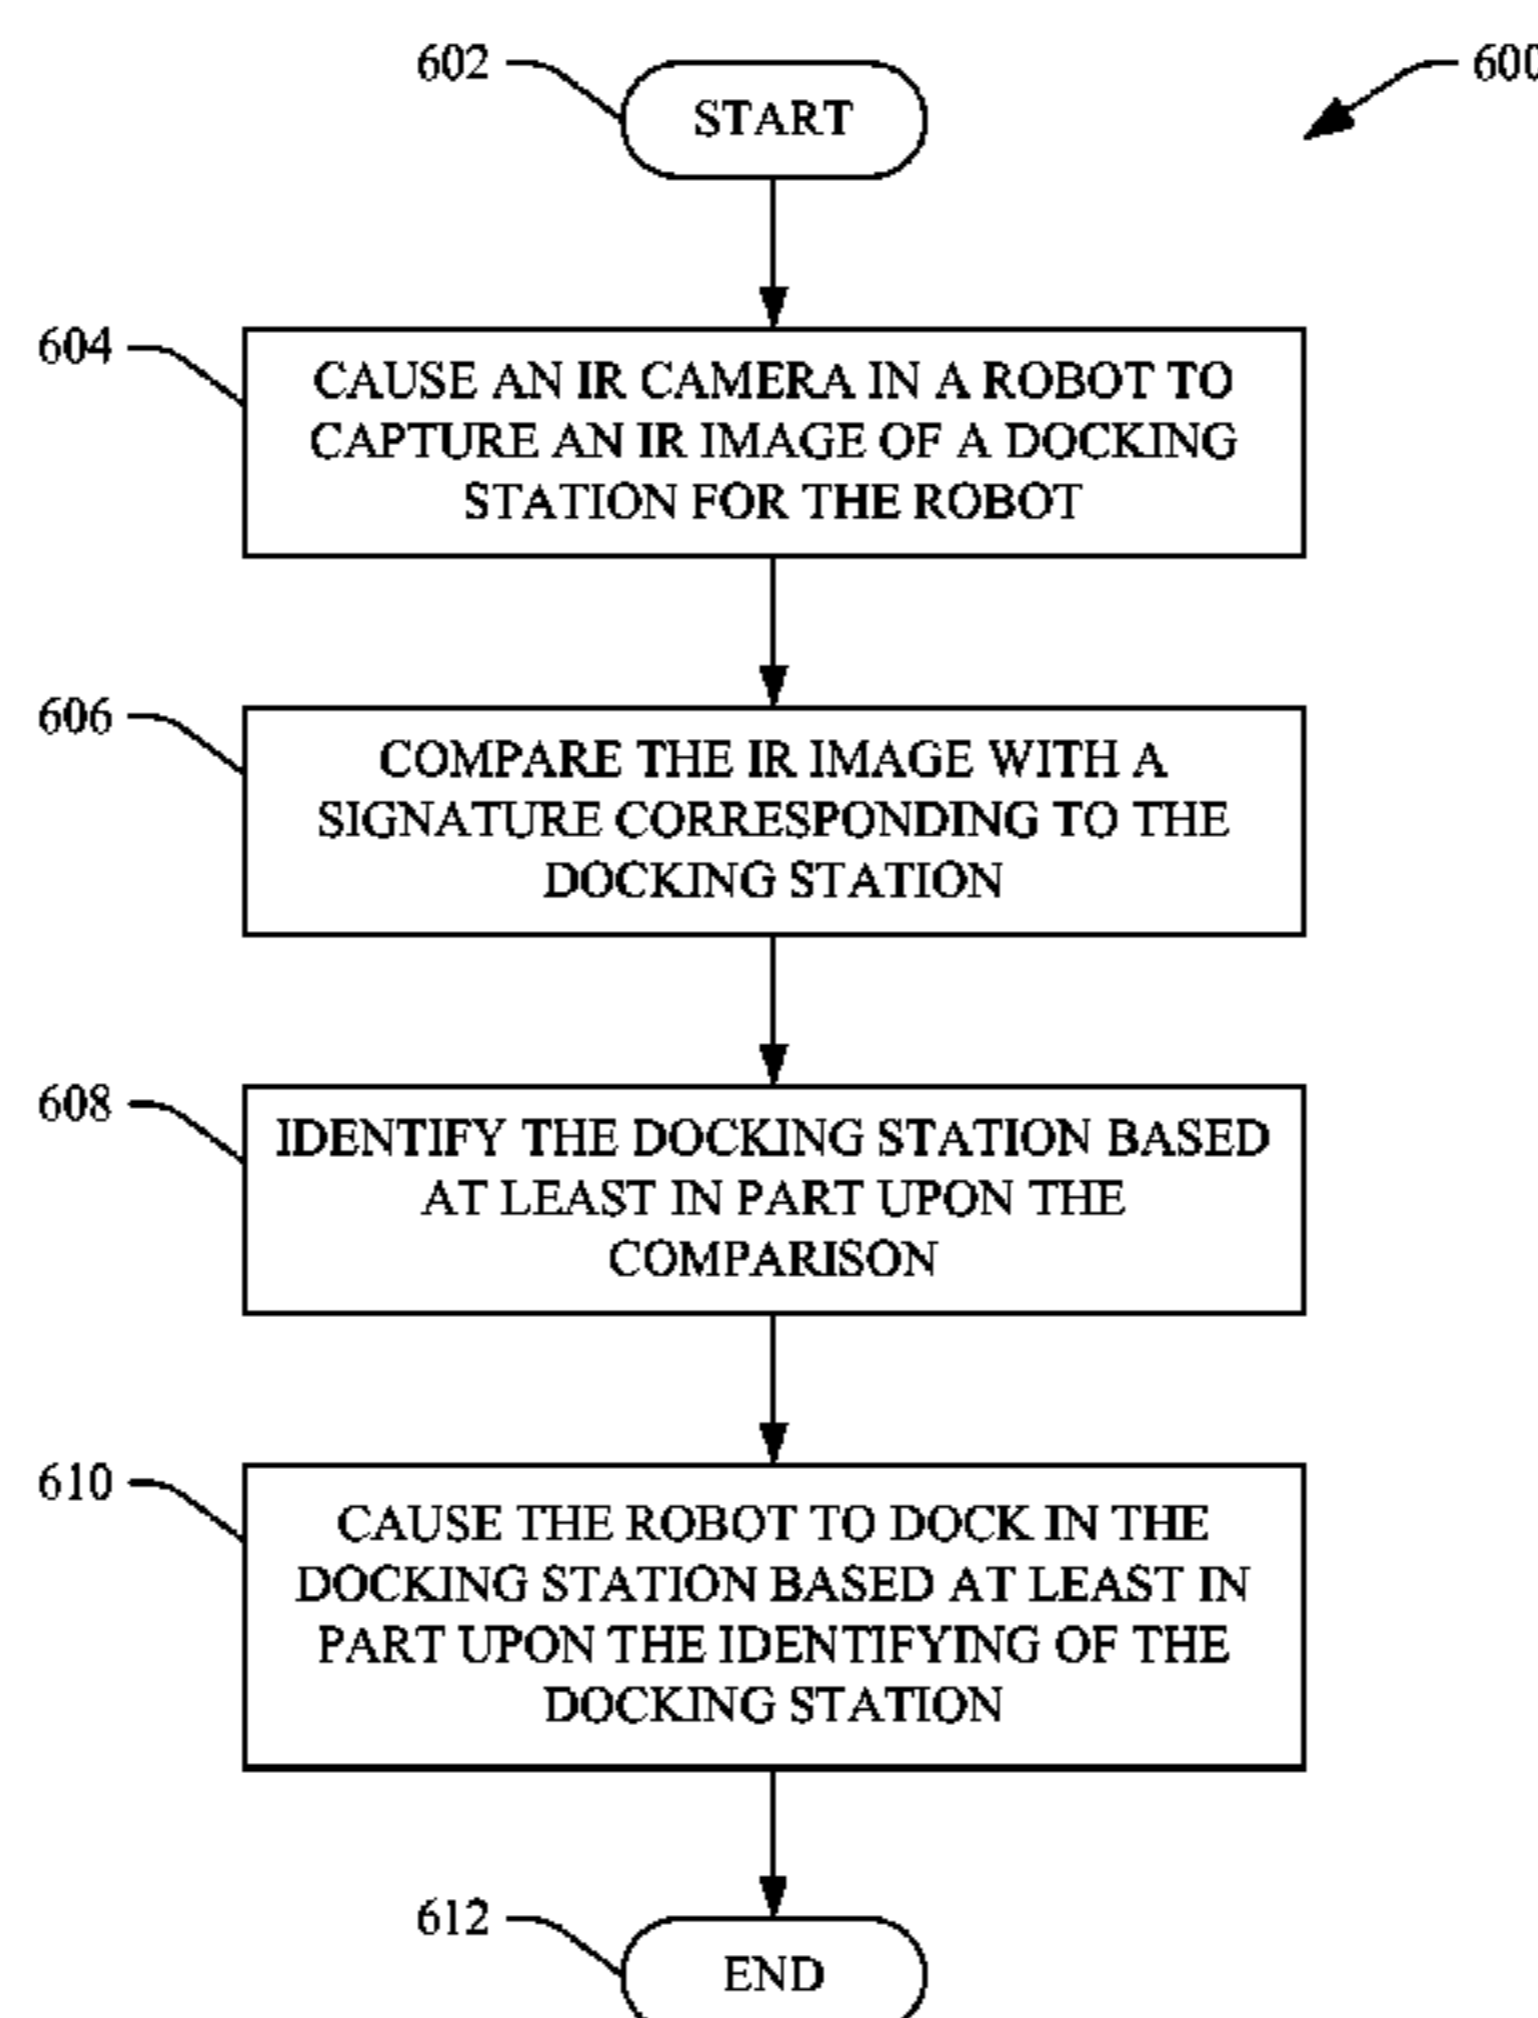 602
START
600
604
CAUSE AN IR CAMERA IN A ROBOT TO
CAPTURE AN IR IMAGE OF A DOCKING
STATION FOR THE ROBOT
606
COMPARE THE IR IMAGE WITH A
SIGNATURE CORRESPONDING TO THE
DOCKING STATION
608
IDENTIFY THE DOCKING STATION BASED
AT LEAST IN PART UPON THE
COMPARISON
610
CAUSE THE ROBOT TO DOCK IN THE
DOCKING STATION BASED AT LEAST IN
PART UPON THE IDENTIFYING OF THE
DOCKING STATION
612
END